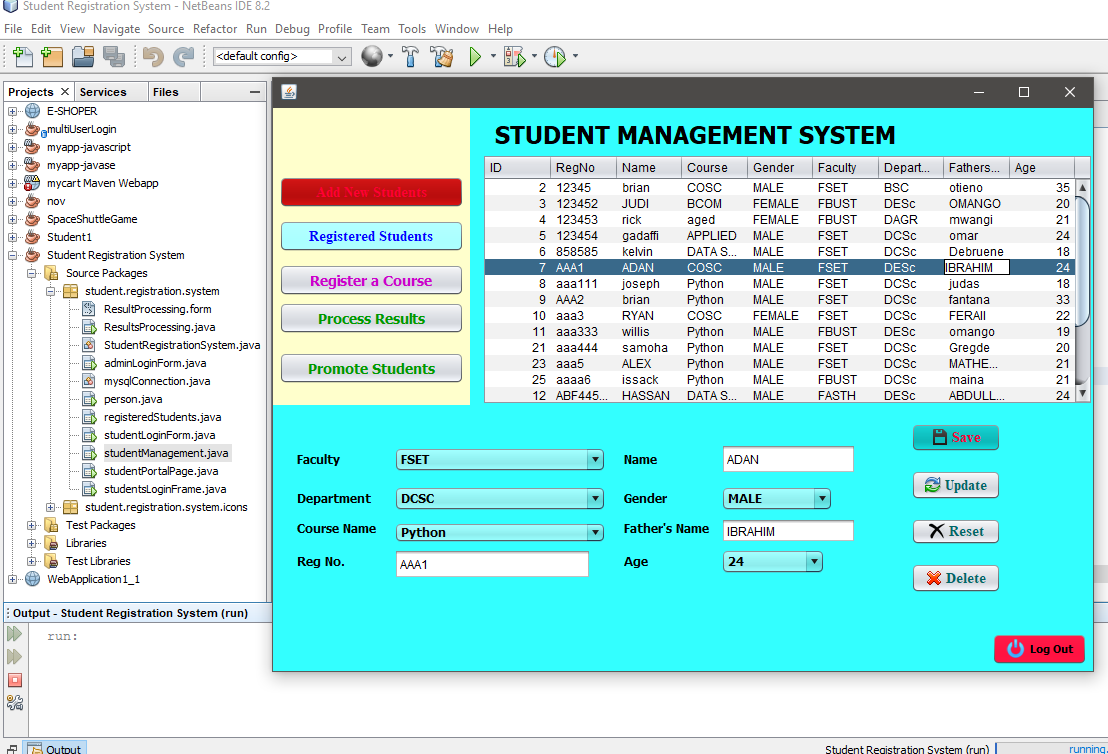 Student Registration System - NetBeans IDE 8.2
File Edit View Navigate Source Refactor Run Debug Profile Team Tools Window Help
<default config>
Projects Services Files
E-SHOPER
multiUserLogin
myapp-javascript
myapp-javase
mycart Maven Webapp
nov
SpaceShuttleGame
Student1
Student Registration System
Source Packages
student.registration.system
ResultProcessing.form
ResultsProcessing.java
StudentRegistrationSystem.java
adminLoginForm.java
mysqlConnection.java
person.java
registeredStudents.java
studentLoginForm.java
studentManagement.java
studentPortalPage.java
studentsLoginFrame.java
student.registration.system.icons
Test Packages
Libraries
Test Libraries
WebApplication1_1
Output - Student Registration System (run)
run:
Add New Students
Registered Students
Register a Course
Process Results
Promote Students
STUDENT MANAGEMENT SYSTEM
ID RegNo Name Course Gender Faculty Depart... Fathers... Age
2 12345 brian COSC MALE FSET BSC otieno 35
3 123452 JUDI BCOM FEMALE FBUST DESc OMANGO 20
4 123453 rick aged FEMALE FBUST DAGR mwangi 21
5 123454 gadaffi APPLIED MALE FSET DCSc omar 24
6 858585 kelvin DATA S... MALE FSET DCSc Debruene 18
7 AAA1 ADAN COSC MALE FSET DESc IBRAHIM 24
8 aaa111 joseph Python MALE FSET DCSc judas 18
9 AAA2 brian Python MALE FSET DCSc fantana 33
10 aaa3 RYAN COSC FEMALE FSET DCSc FERAII 22
11 aaa333 willis Python MALE FBUST DESc omango 19
21 aaa444 samoha Python MALE FSET DCSc Gregde 20
23 aaa5 ALEX Python MALE FSET DCSc MATHE... 21
25 aaaa6 issack Python MALE FBUST DCSc maina 21
12 ABF445... HASSAN DATA S... MALE FASTH DESc ABDULL... 24
Faculty FSET Name ADAN
Department DCSC Gender MALE
Course Name Python Father's Name IBRAHIM
Reg No. AAA1 Age 24
Save
Update
Reset
Delete
Log Out
Output
Student Registration System (run) running.